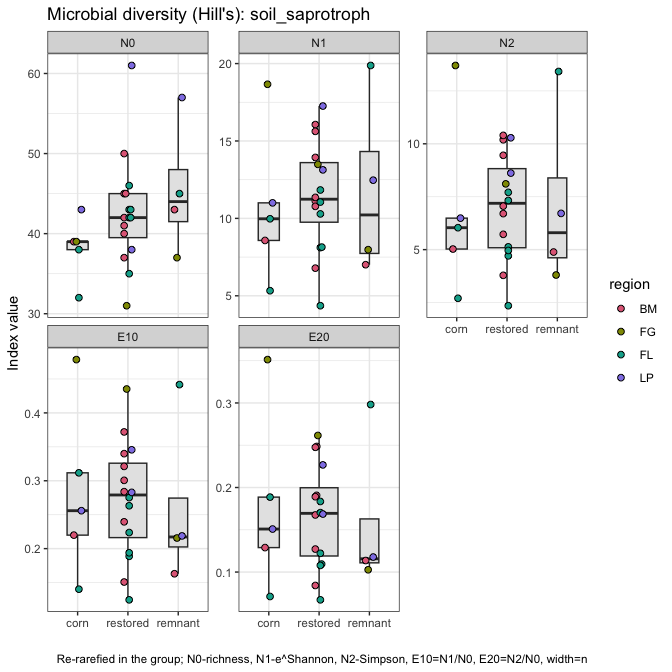 Microbial diversity (Hill's): soil_saprotroph
N0
N1
N2
60
50
40
30
20
15
10
5
10
5
corn
restored
remnant
Index value
region
BM
FG
FL
LP
E10
E20
0.4
0.3
0.2
0.3
0.2
0.1
corn
restored
remnant
corn
restored
remnant
Re-rarefied in the group; N0-richness, N1-e^Shannon, N2-Simpson, E10=N1/N0, E20=N2/N0, width=n